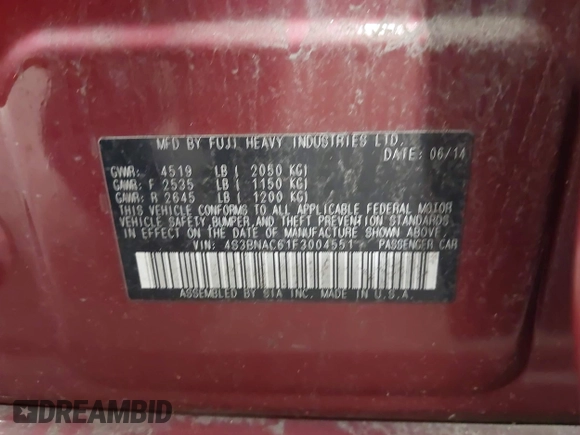 MFD BY FUJI HEAVY INDUSTRIES LTD.
DATE: 06/14
GVWR: 4519 LB ( 2050 KG)
GAWR: F 2535 LB ( 1150 KG)
GAWR: R 2645 LB ( 1200 KG)
THIS VEHICLE CONFORMS TO ALL APPLICABLE FEDERAL MOTOR
VEHICLE SAFETY,BUMPER,AND THEFT PREVENTION STANDARDS
IN EFFECT ON THE DATE OF MANUFACTURE SHOWN ABOVE.
VIN: 4S3BNAC61F3004551 PASSENGER CAR
ASSEMBLED BY SIA INC. MADE IN U.S.A.
DREAMBID